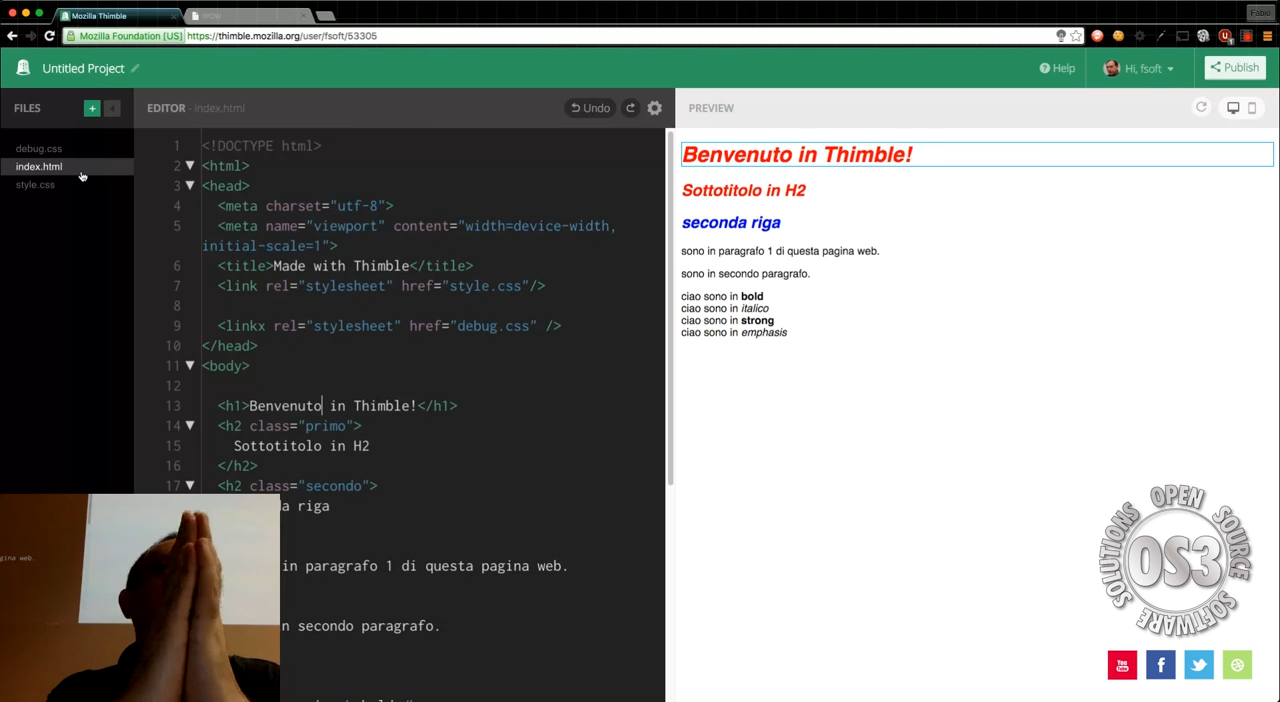 Mozilla Thimble
WOW
Fabio
Mozilla Foundation [US] https://thimble.mozilla.org/user/fsoft/53305
Untitled Project
Help
Hi, fsoft
Publish
FILES
debug.css
index.html
style.css
EDITOR - index.html
Undo
1 <!DOCTYPE html>
2 <html>
3 <head>
4 <meta charset="utf-8">
5 <meta name="viewport" content="width=device-width,
initial-scale=1">
6 <title>Made with Thimble</title>
7 <link rel="stylesheet" href="style.css"/>
8
9 <linkx rel="stylesheet" href="debug.css" />
10 </head>
11 <body>
12
13 <h1>Benvenuto in Thimble!</h1>
14 <h2 class="primo">
15 Sottotitolo in H2
16 </h2>
17 <h2 class="secondo">
da riga
in paragrafo 1 di questa pagina web.
n secondo paragrafo.
PREVIEW
Benvenuto in Thimble!
Sottotitolo in H2
seconda riga
sono in paragrafo 1 di questa pagina web.
sono in secondo paragrafo.
ciao sono in bold
ciao sono in italico
ciao sono in strong
ciao sono in emphasis
gina web.
SOLUTIONS OPEN SOURCE SOFTWARE
OS3
You
Tube